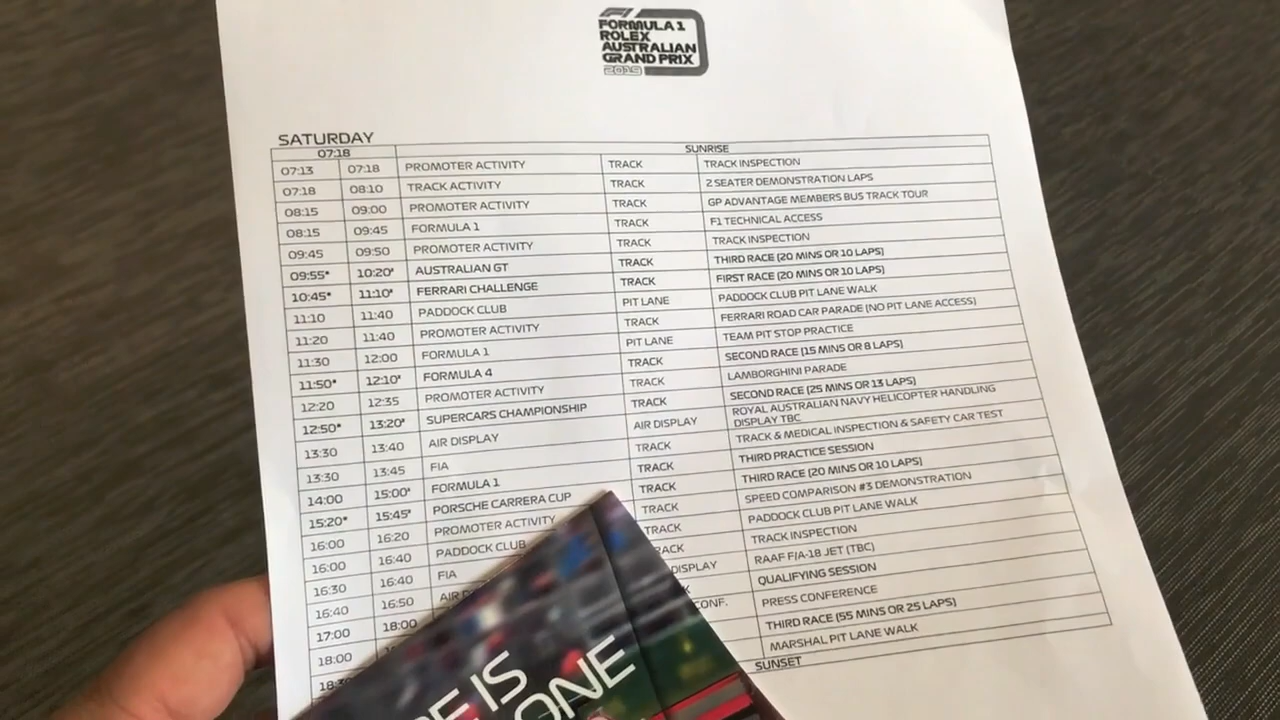 FORMULA 1
ROLEX
AUSTRALIAN
GRAND PRIX
2019
SATURDAY
07:18 SUNRISE
07:13 07:18 PROMOTER ACTIVITY TRACK TRACK INSPECTION
07:18 08:10 TRACK ACTIVITY TRACK 2 SEATER DEMONSTRATION LAPS
08:15 09:00 PROMOTER ACTIVITY TRACK GP ADVANTAGE MEMBERS BUS TRACK TOUR
08:15 09:45 FORMULA 1 TRACK F1 TECHNICAL ACCESS
09:45 09:50 PROMOTER ACTIVITY TRACK TRACK INSPECTION
09:55* 10:20* AUSTRALIAN GT TRACK THIRD RACE (20 MINS OR 10 LAPS)
10:45* 11:10* FERRARI CHALLENGE TRACK FIRST RACE (20 MINS OR 10 LAPS)
11:10 11:40 PADDOCK CLUB PIT LANE PADDOCK CLUB PIT LANE WALK
11:20 11:40 PROMOTER ACTIVITY TRACK FERRARI ROAD CAR PARADE (NO PIT LANE ACCESS)
11:30 12:00 FORMULA 1 PIT LANE TEAM PIT STOP PRACTICE
11:50* 12:10* FORMULA 4 TRACK SECOND RACE (15 MINS OR 8 LAPS)
12:20 12:35 PROMOTER ACTIVITY TRACK LAMBORGHINI PARADE
12:50* 13:20* SUPERCARS CHAMPIONSHIP TRACK SECOND RACE (25 MINS OR 13 LAPS)
13:30 13:40 AIR DISPLAY AIR DISPLAY ROYAL AUSTRALIAN NAVY HELICOPTER HANDLING
DISPLAY TBC
13:30 13:45 FIA TRACK TRACK & MEDICAL INSPECTION & SAFETY CAR TEST
14:00 15:00* FORMULA 1 TRACK THIRD PRACTICE SESSION
15:20* 15:45* PORSCHE CARRERA CUP TRACK THIRD RACE (20 MINS OR 10 LAPS)
16:00 16:20 PROMOTER ACTIVITY TRACK SPEED COMPARISON #3 DEMONSTRATION
16:00 16:40 PADDOCK CLUB PADDOCK CLUB PIT LANE WALK
16:30 16:40 FIA TRACK TRACK INSPECTION
16:40 16:50 AIR D DISPLAY RAAF F/A-18 JET (TBC)
17:00 18:00 QUALIFYING SESSION
18:00 CONF. PRESS CONFERENCE
18:3 THIRD RACE (55 MINS OR 25 LAPS)
MARSHAL PIT LANE WALK
SUNSET
IS
ONE